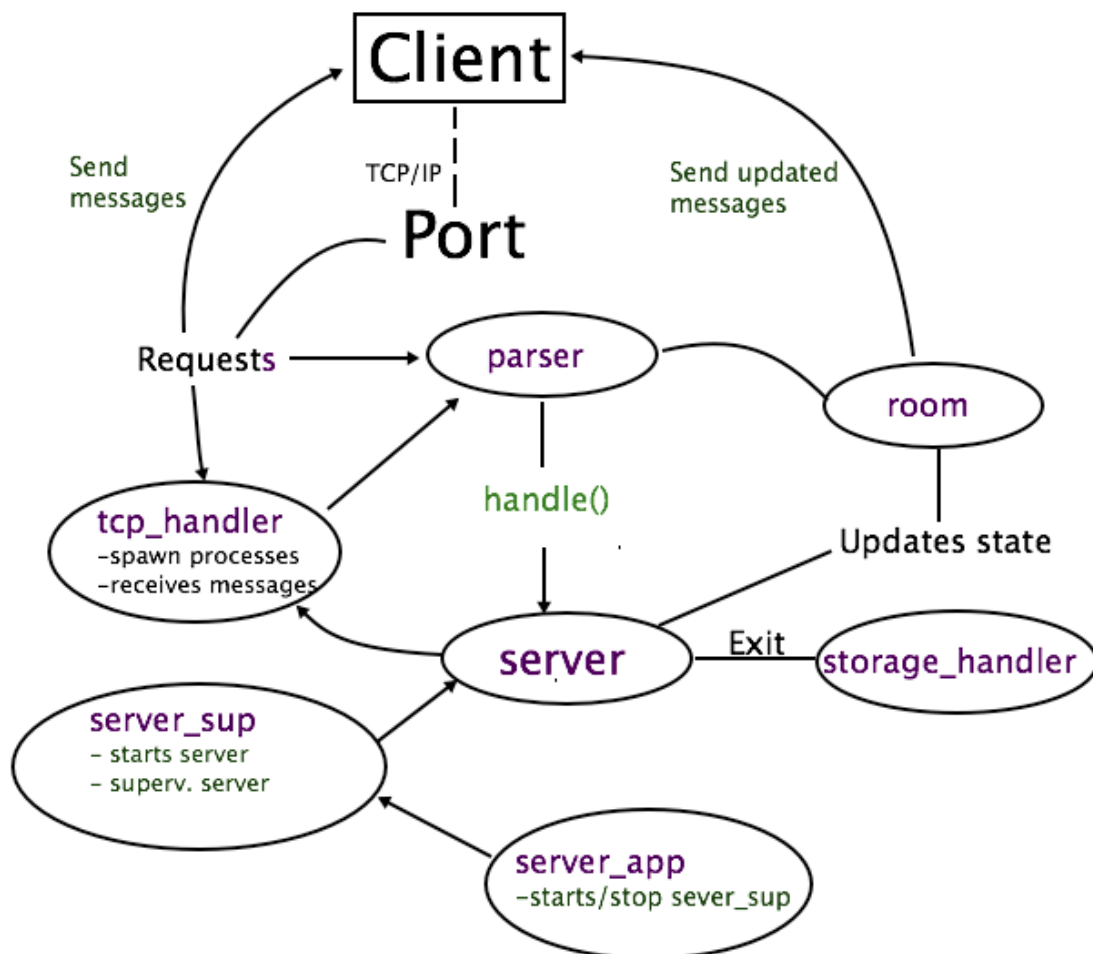 Client
Send
messages
TCP/IP
Send updated
messages
Port
Requests
parser
room
handle()
tcp_handler
-spawn processes
-receives messages
Updates state
server
Exit
storage_handler
server_sup
- starts server
- superv. server
server_app
-starts/stop sever_sup